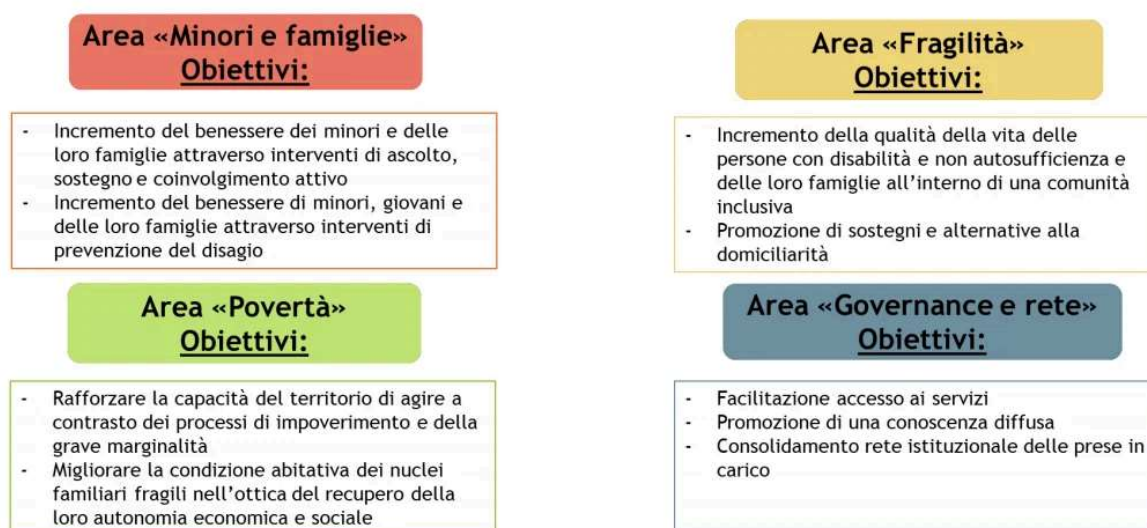 Area «Minori e famiglie»
Obiettivi:
- Incremento del benessere dei minori e delle
loro famiglie attraverso interventi di ascolto,
sostegno e coinvolgimento attivo
- Incremento del benessere di minori, giovani e
delle loro famiglie attraverso interventi di
prevenzione del disagio
Area «Fragilità»
Obiettivi:
- Incremento della qualità della vita delle
persone con disabilità e non autosufficienza e
delle loro famiglie all’interno di una comunità
inclusiva
- Promozione di sostegni e alternative alla
domiciliarità
Area «Povertà»
Obiettivi:
- Rafforzare la capacità del territorio di agire a
contrasto dei processi di impoverimento e della
grave marginalità
- Migliorare la condizione abitativa dei nuclei
familiari fragili nell’ottica del recupero della
loro autonomia economica e sociale
Area «Governance e rete»
Obiettivi:
- Facilitazione accesso ai servizi
- Promozione di una conoscenza diffusa
- Consolidamento rete istituzionale delle prese in
carico